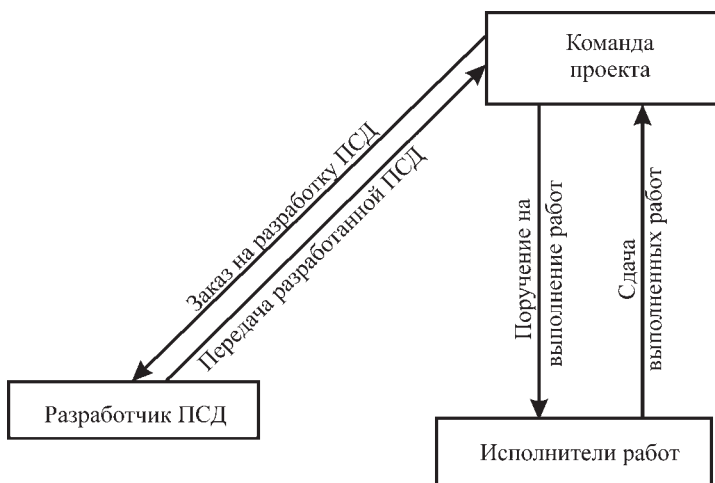 Команда
проекта
Заказ на разработку ПСД
Передача разработанной ПСД
Поручение на
выполнение работ
Сдача
выполненных работ
Разработчик ПСД
Исполнители работ